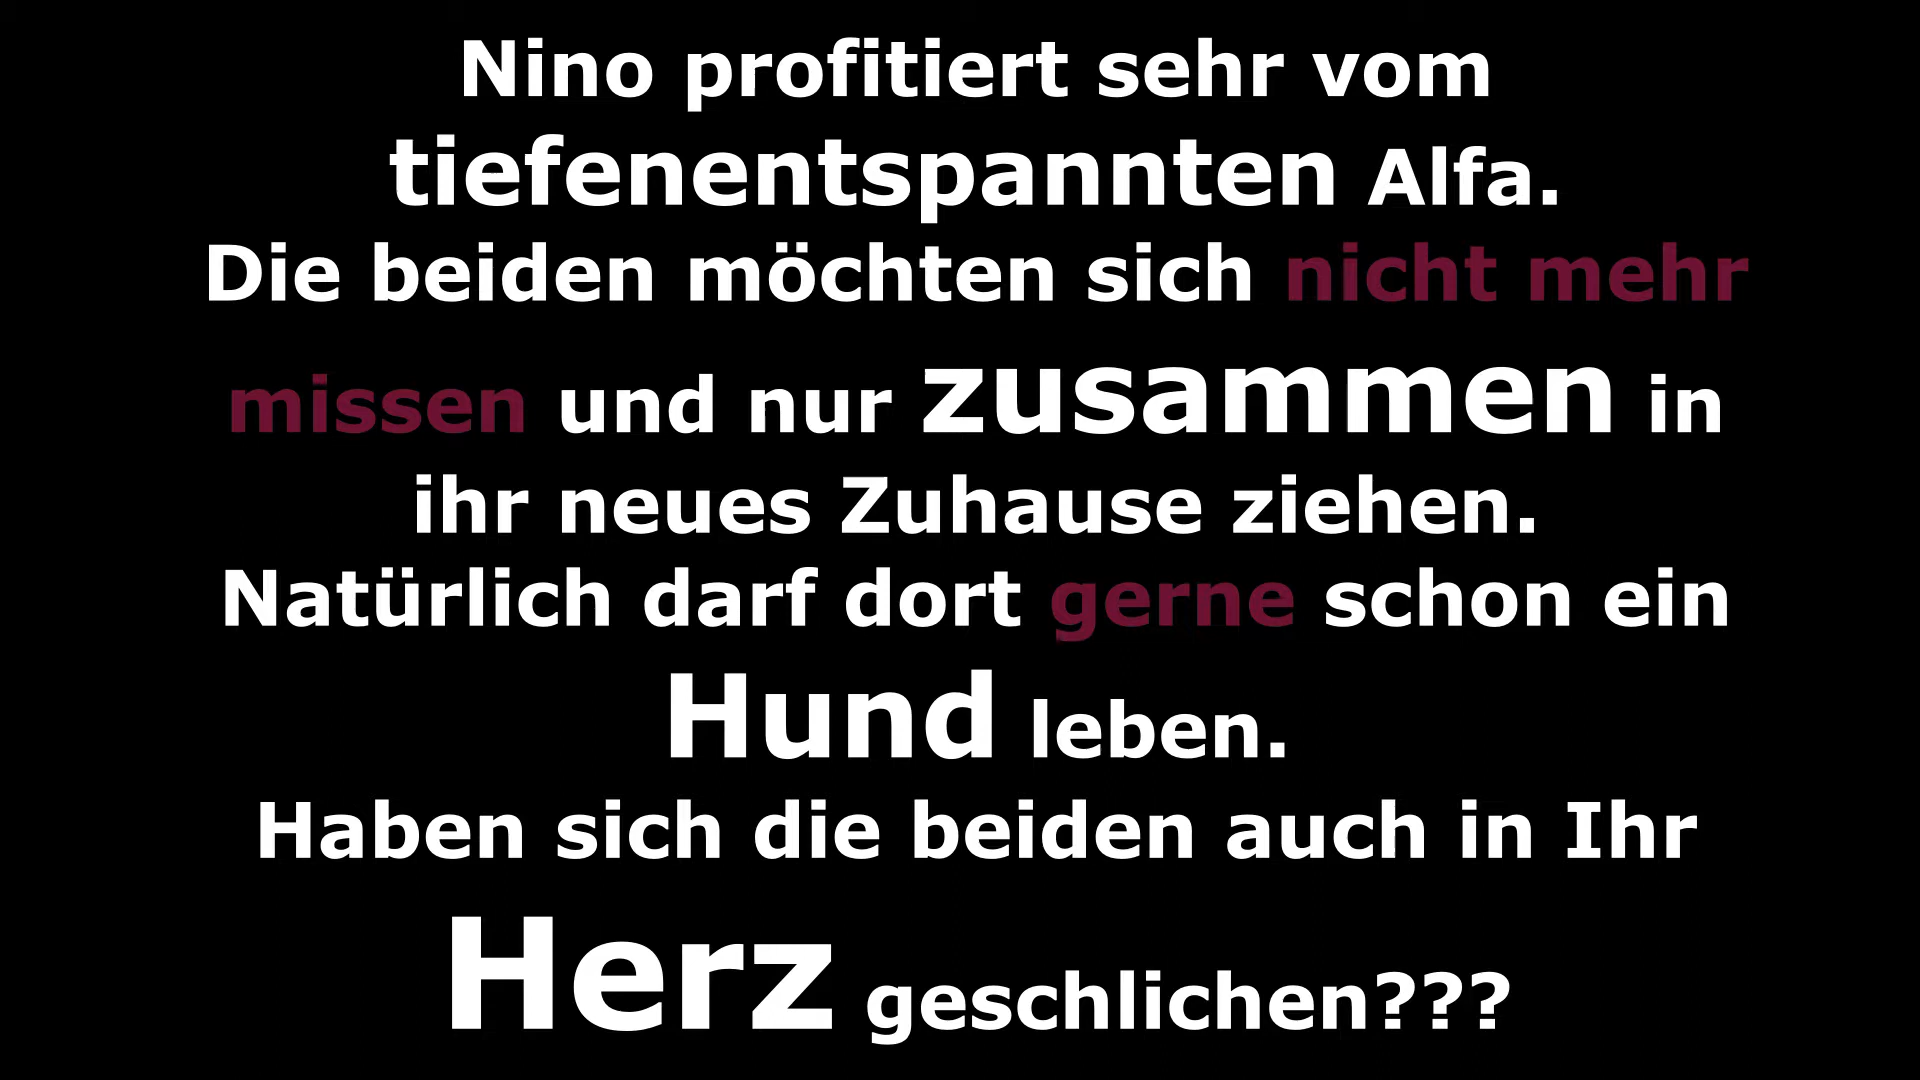 Nino profitiert sehr vom
tiefenentspannten Alfa.
Die beiden möchten sich nicht mehr
missen und nur zusammen in
ihr neues Zuhause ziehen.
Natürlich darf dort gerne schon ein
Hund leben.
Haben sich die beiden auch in Ihr
Herz geschlichen???